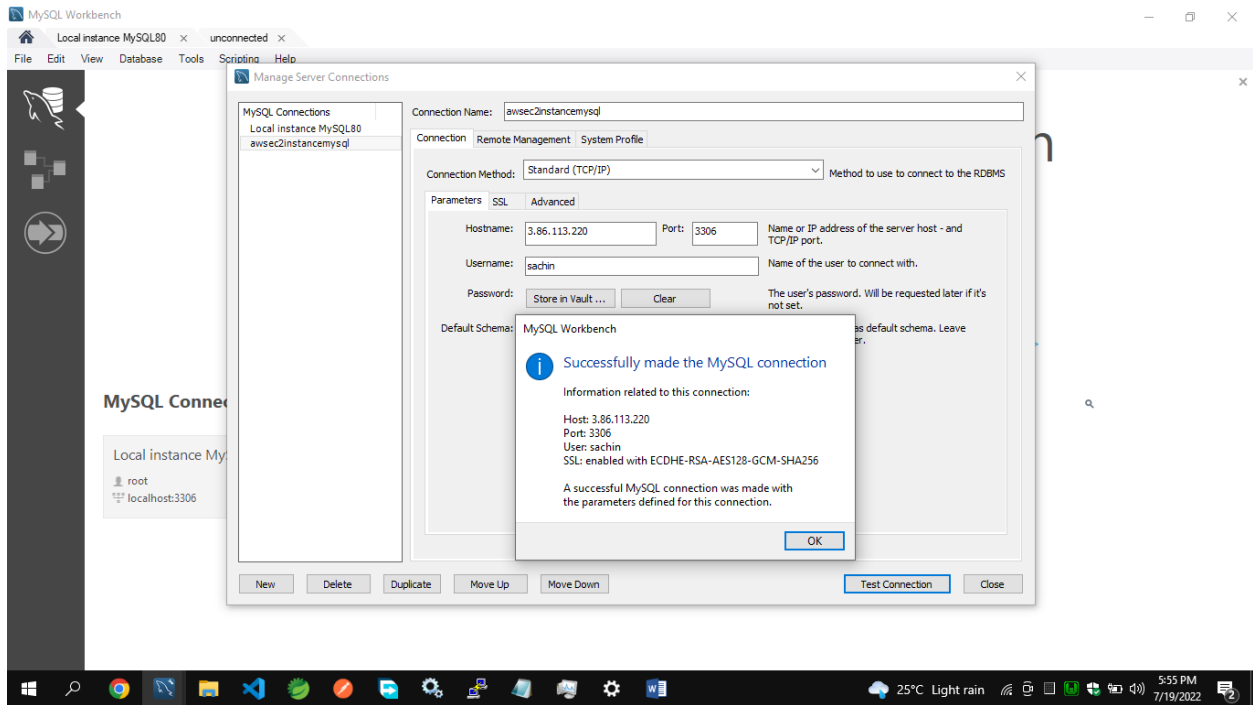 MySQL Workbench
Local instance MySQL80 × unconnected ×
File Edit View Database Tools Scripting Help
Manage Server Connections
MySQL Connections
Local instance MySQL80
awsec2instancemysql
Connection Name: awsec2instancemysql
Connection Remote Management System Profile
Connection Method: Standard (TCP/IP) Method to use to connect to the RDBMS
Parameters SSL Advanced
Hostname: 3.86.113.220 Port: 3306 Name or IP address of the server host - and
TCP/IP port.
Username: sachin Name of the user to connect with.
Password: Store in Vault ... Clear The user's password. Will be requested later if it's
not set.
Default Schema: as default schema. Leave
er.
MySQL Workbench
Successfully made the MySQL connection
Information related to this connection:
Host: 3.86.113.220
Port: 3306
User: sachin
SSL: enabled with ECDHE-RSA-AES128-GCM-SHA256
A successful MySQL connection was made with
the parameters defined for this connection.
OK
New Delete Duplicate Move Up Move Down Test Connection Close
n
MySQL Connec
Local instance My
root
localhost:3306
25°C Light rain
5:55 PM
7/19/2022
2